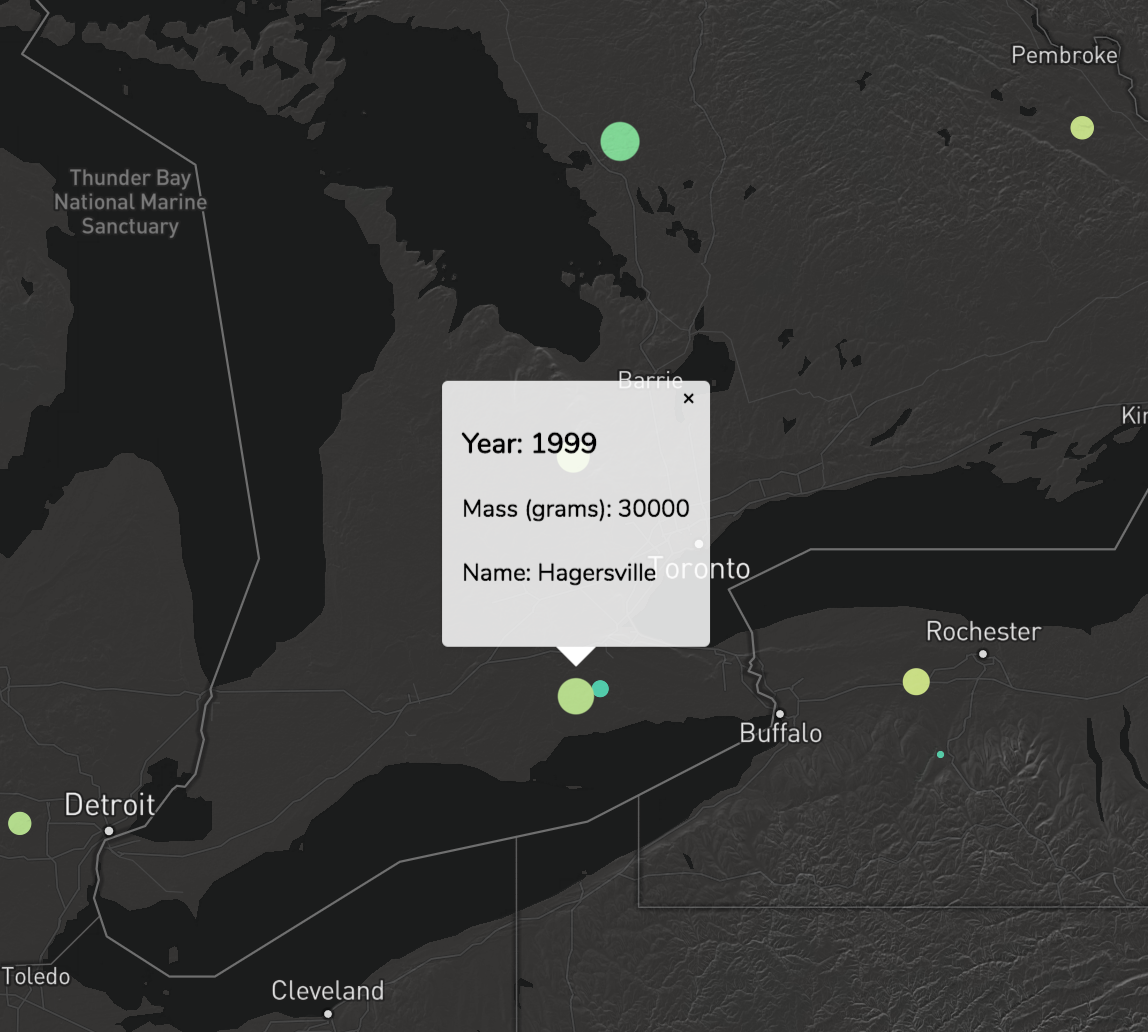 Pembroke
Thunder Bay
National Marine
Sanctuary
Barrie
×
Kin
Year: 1999
Mass (grams): 30000
Name: Hagersville
Toronto
Rochester
Buffalo
Detroit
Toledo
Cleveland